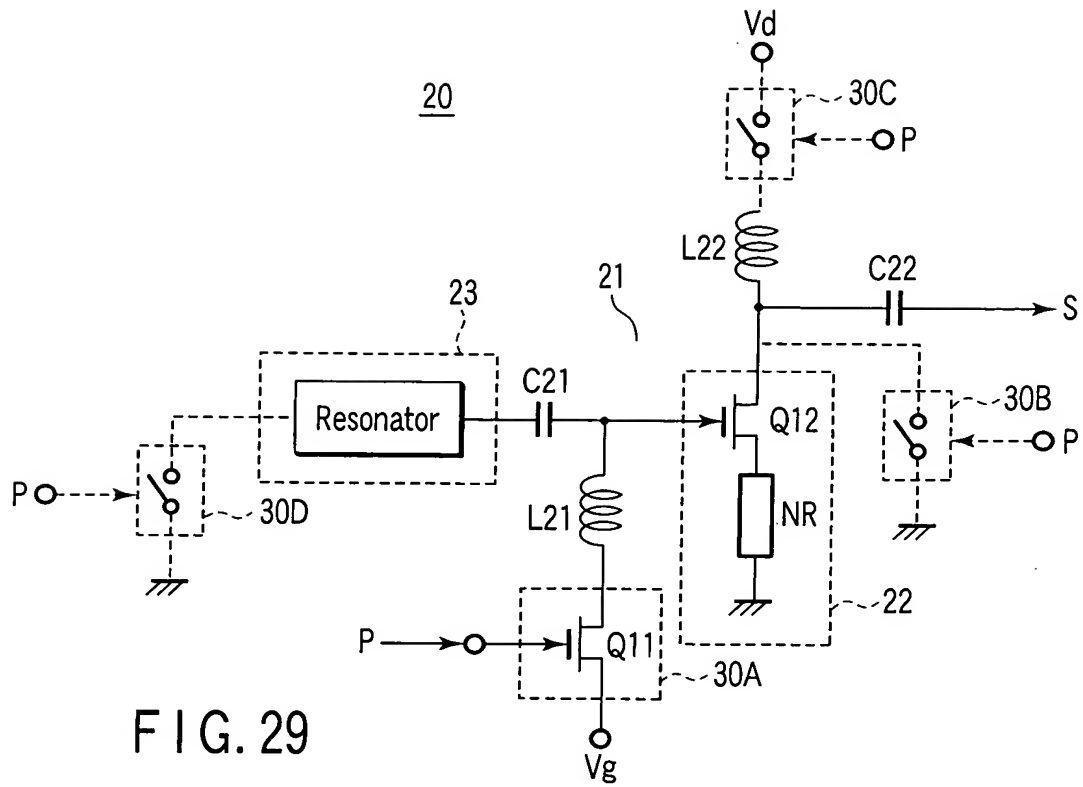 Vd
20
30C
P
L22
21
C22
23
S
C21
Resonator
Q12
30B
P
P
30D
L21
NR
22
P
Q11
30A
FIG. 29
Vg